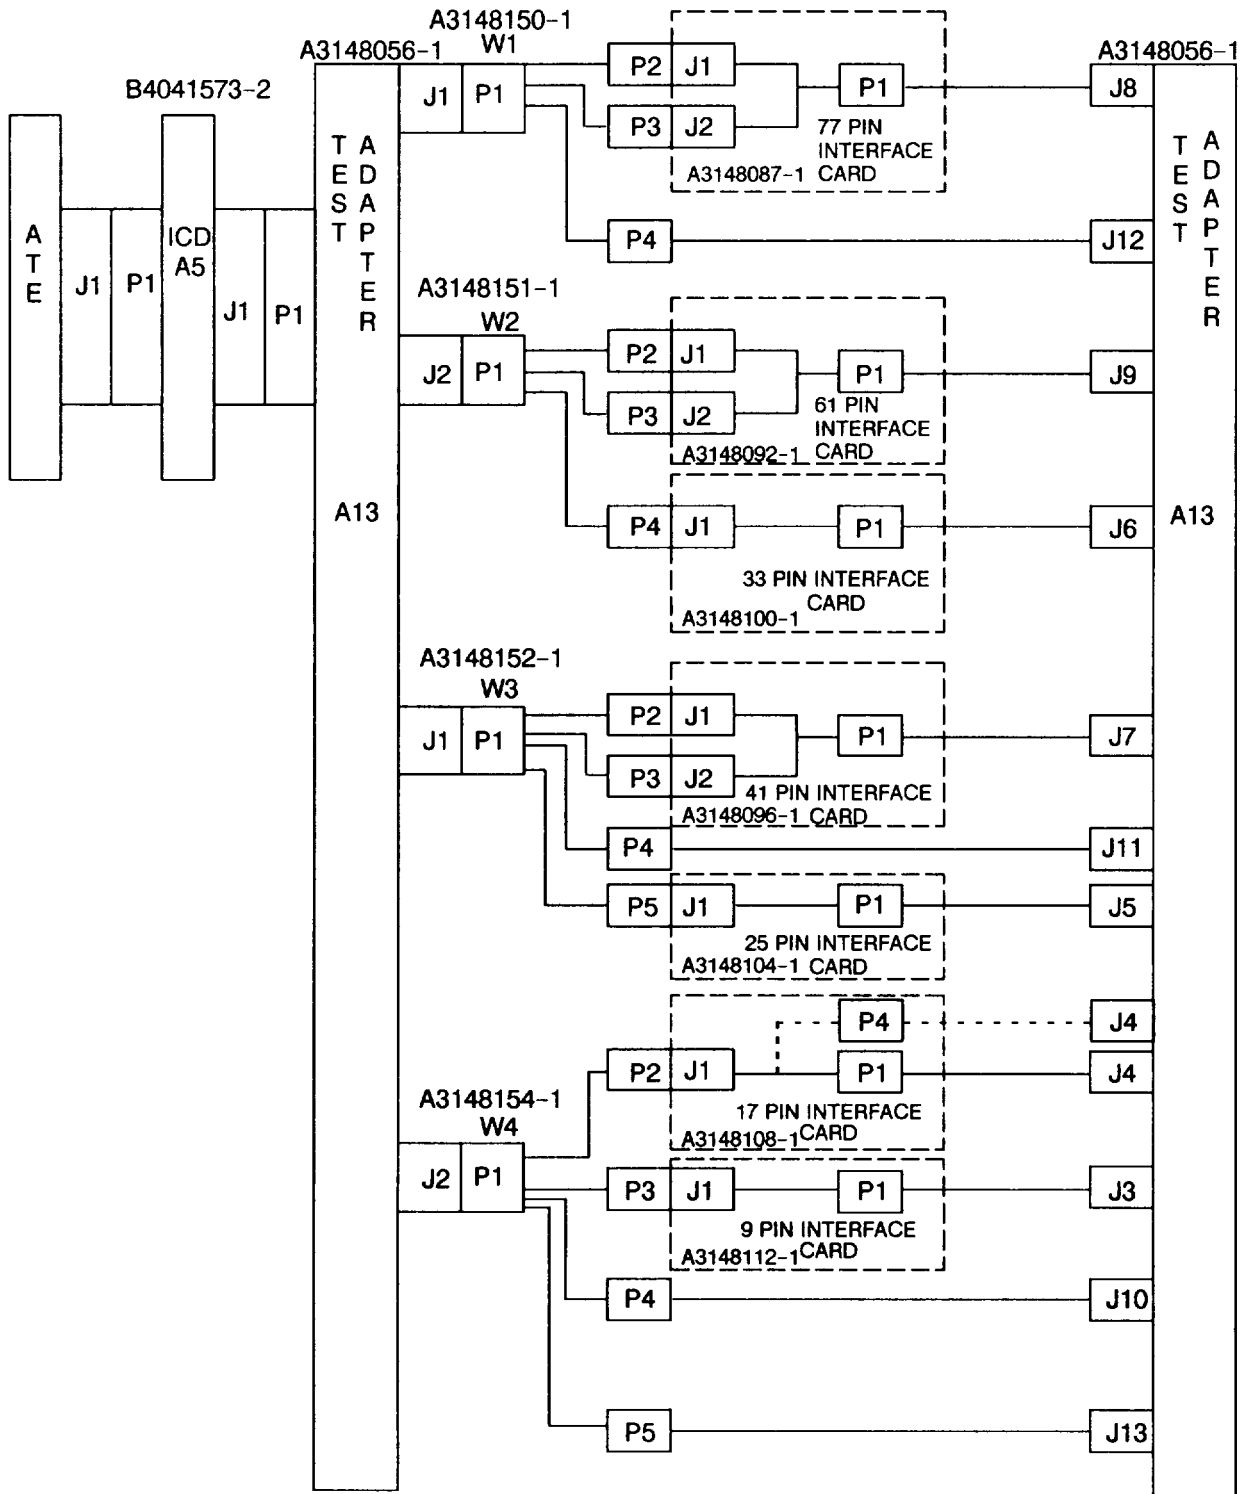 A3148150-1
W1
A3148056-1
A3148056-1
B4041573-2
ATE
J1
P1
ICD
A5
J1
P1
TEST ADAPTER
A13
J1
P1
P2
J1
P3
J2
P1
77 PIN
INTERFACE
CARD
A3148087-1
J8
P4
J12
TEST ADAPTER
A13
A3148151-1
W2
J2
P1
P2
J1
P3
J2
P1
61 PIN
INTERFACE
CARD
A3148092-1
J9
P4
J1
P1
33 PIN INTERFACE
CARD
A3148100-1
J6
A3148152-1
W3
J1
P1
P2
J1
P3
J2
P1
41 PIN INTERFACE
CARD
A3148096-1
J7
P4
J11
P5
J1
P1
25 PIN INTERFACE
CARD
A3148104-1
J5
A3148154-1
W4
J2
P1
P4
J4
P2
J1
P1
J4
17 PIN INTERFACE
CARD
A3148108-1
P3
J1
P1
J3
9 PIN INTERFACE
CARD
A3148112-1
P4
J10
P5
J13